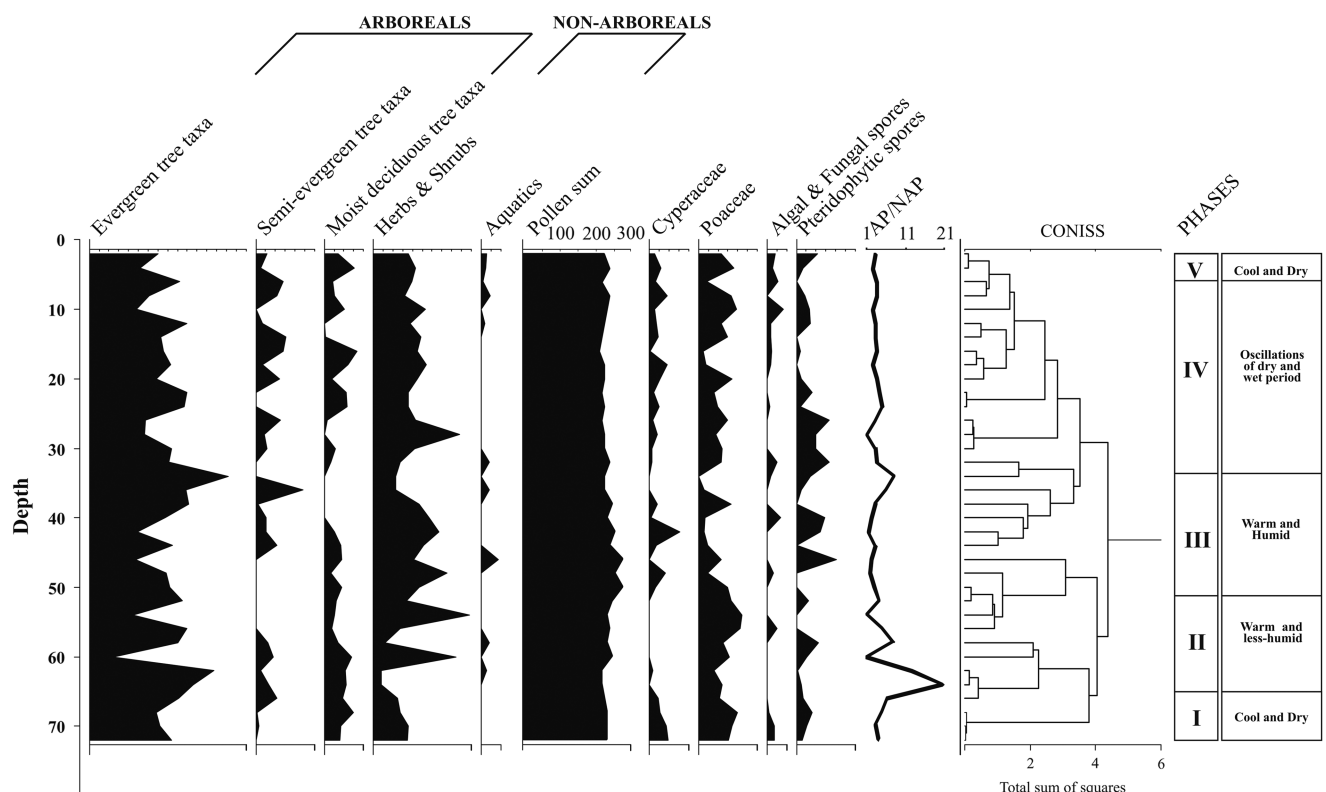 ARBOREALS
NON-ARBOREALS
Evergreen tree taxa
Semi-evergreen tree taxa
Moist deciduous tree taxa
Herbs & Shrubs
Aquatics
Pollen sum
Cyperaceae
Poaceae
Algal & Fungal spores
Pteridophytic spores
AP/NAP
CONISS
PHASES
100 200 300
1 11 21
Depth
0
10
20
30
40
50
60
70
V
Cool and Dry
IV
Oscillations
of dry and
wet period
III
Warm and
Humid
II
Warm and
less-humid
I
Cool and Dry
2 4 6
Total sum of squares